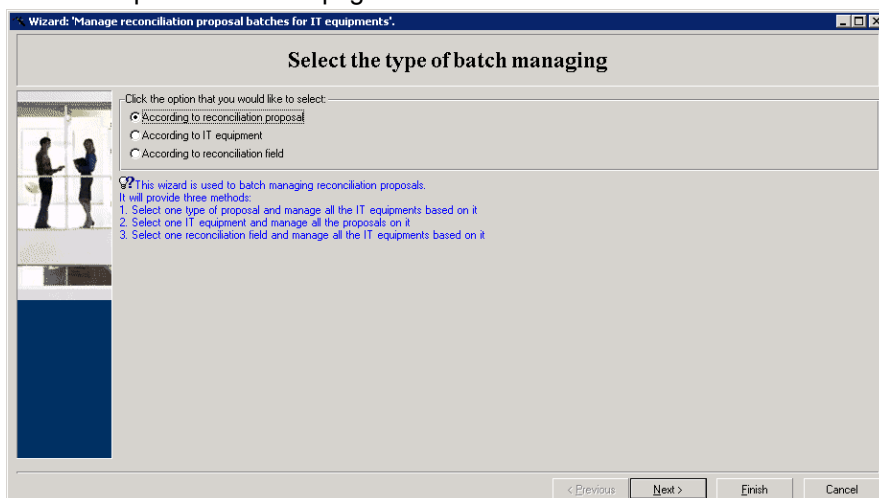 Wizard: 'Manage reconciliation proposal batches for IT equipments'.
Select the type of batch managing
Click the option that you would like to select:
According to reconciliation proposal
According to IT equipment
According to reconciliation field
This wizard is used to batch managing reconciliation proposals.
It will provide three methods:
1. Select one type of proposal and manage all the IT equipments based on it
2. Select one IT equipment and manage all the proposals on it
3. Select one reconciliation field and manage all the IT equipments based on it
< Previous Next > Finish Cancel